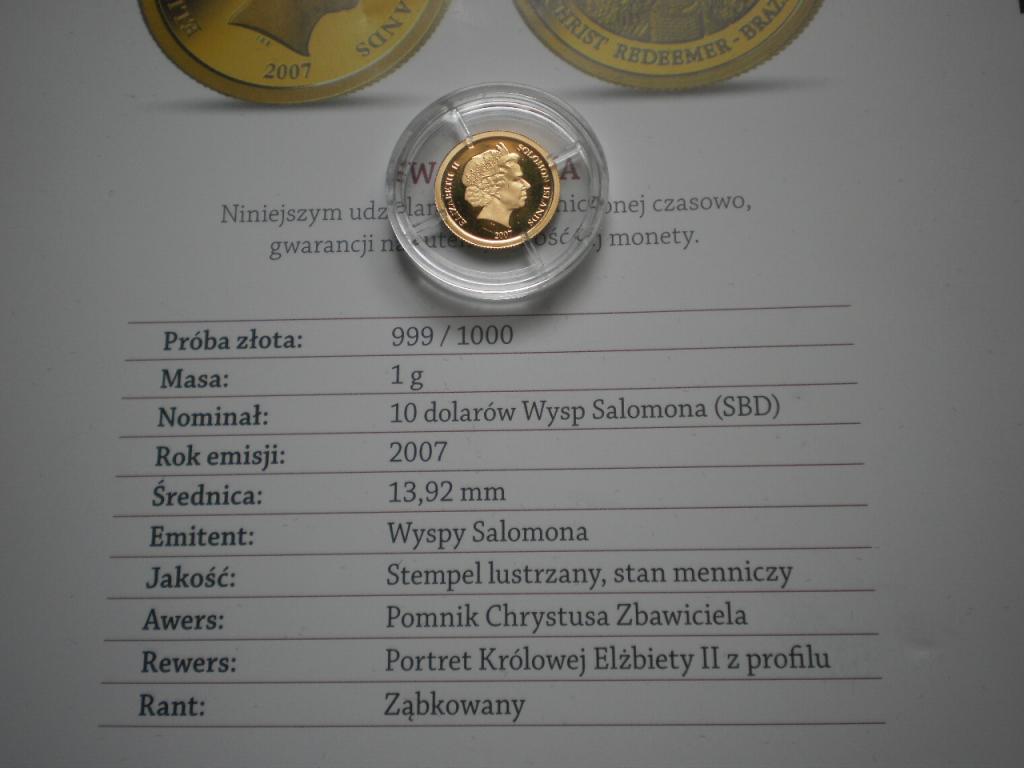 2007
ANDS
CHRIST REDEEMER - BRAZ
ELIZABETH II
SOLOMON ISLANDS
2007
Niniejszym czasowo,
gwarancji monety.
Próba złota: 999 / 1000
Masa: 1 g
Nominał: 10 dolarów Wysp Salomona (SBD)
Rok emisji: 2007
Średnica: 13,92 mm
Emitent: Wyspy Salomona
Jakość: Stempel lustrzany, stan menniczy
Awers: Pomnik Chrystusa Zbawiciela
Rewers: Portret Królowej Elżbiety II z profilu
Rant: Ząbkowany